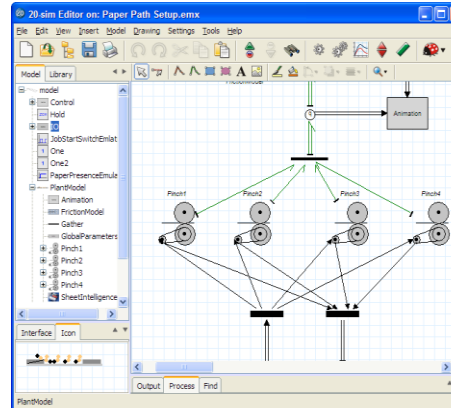 20-sim Editor on: Paper Path Setup.emx
File Edit View Insert Model Drawing Settings Tools Help
Model Library
model
Control
Hold
I/O
JobStartSwitchEmlat
One
One2
PaperPresenceEmula
PlantModel
Animation
FrictionModel
Gather
GlobalParameters
Pinch1
Pinch2
Pinch3
Pinch4
SheetIntelligence
Interface Icon
FrictionModel
Animation
Pinch1 Pinch2 Pinch3 Pinch4
Output Process Find
PlantModel